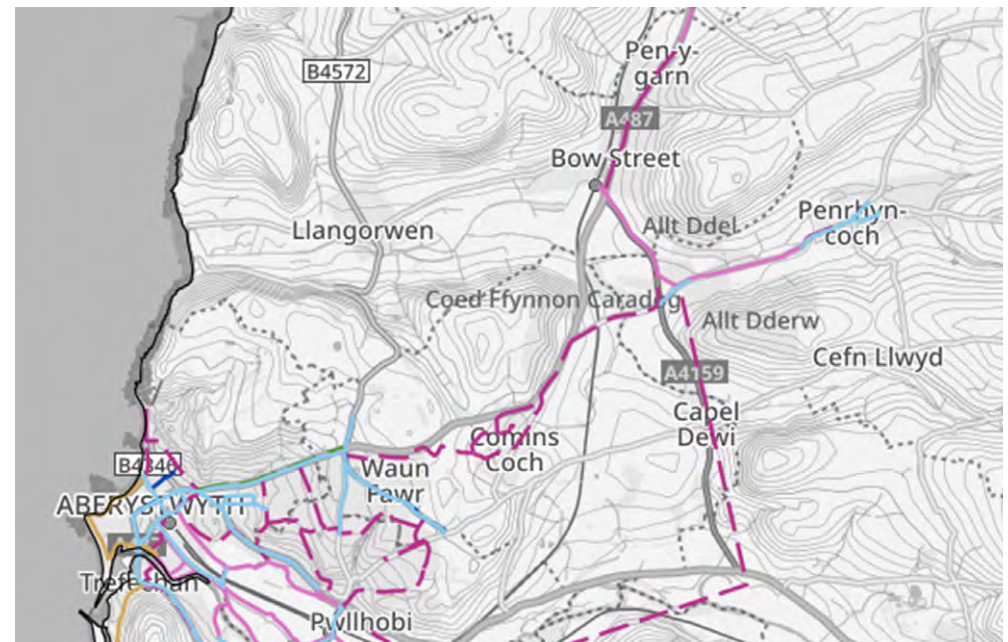 Pen-y-
garn
B4572
A487
Bow Street
Penrhyn-
coch
Allt Ddel
Llangorwen
Coed Ffynnon Caradog
Allt Dderw
Cefn Llwyd
A4159
Capel
Dewi
Comins
Coch
B4346
Waun
Fawr
ABERYSTWYTH
Trefechan
Pwllhobi